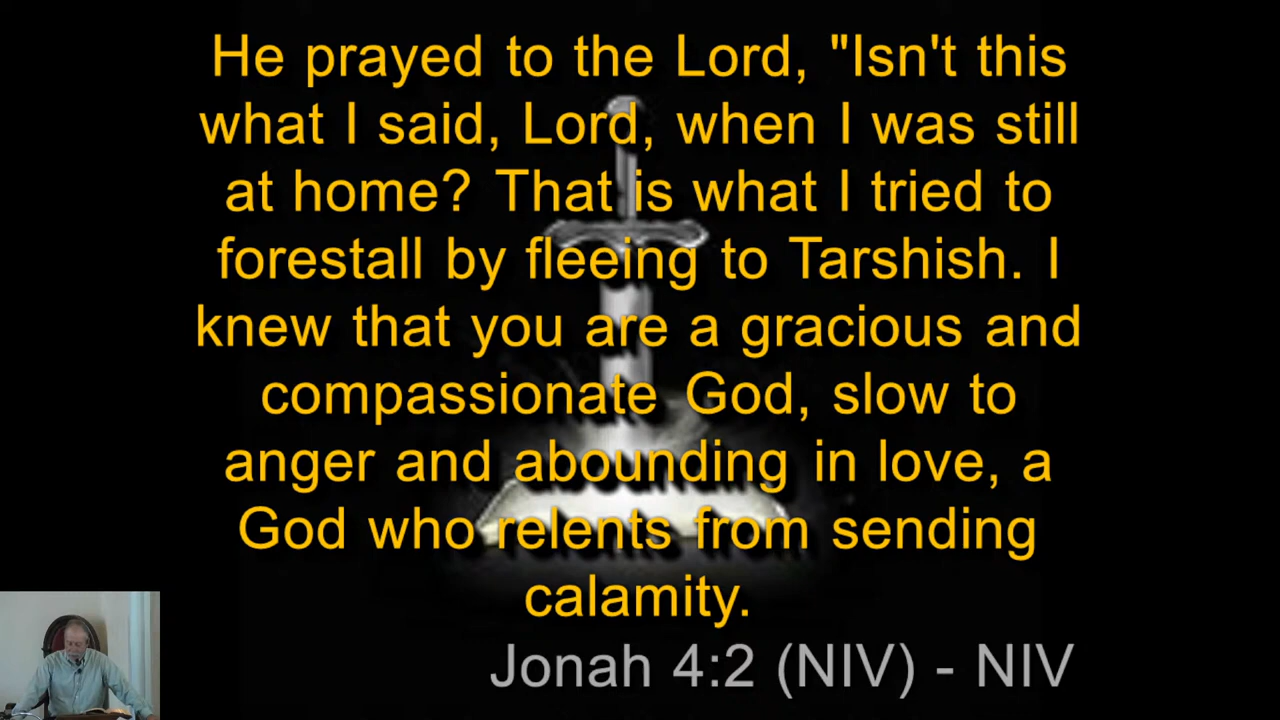 He prayed to the Lord, "Isn't this
what I said, Lord, when I was still
at home? That is what I tried to
forestall by fleeing to Tarshish. I
knew that you are a gracious and
compassionate God, slow to
anger and abounding in love, a
God who relents from sending
calamity.
Jonah 4:2 (NIV) - NIV